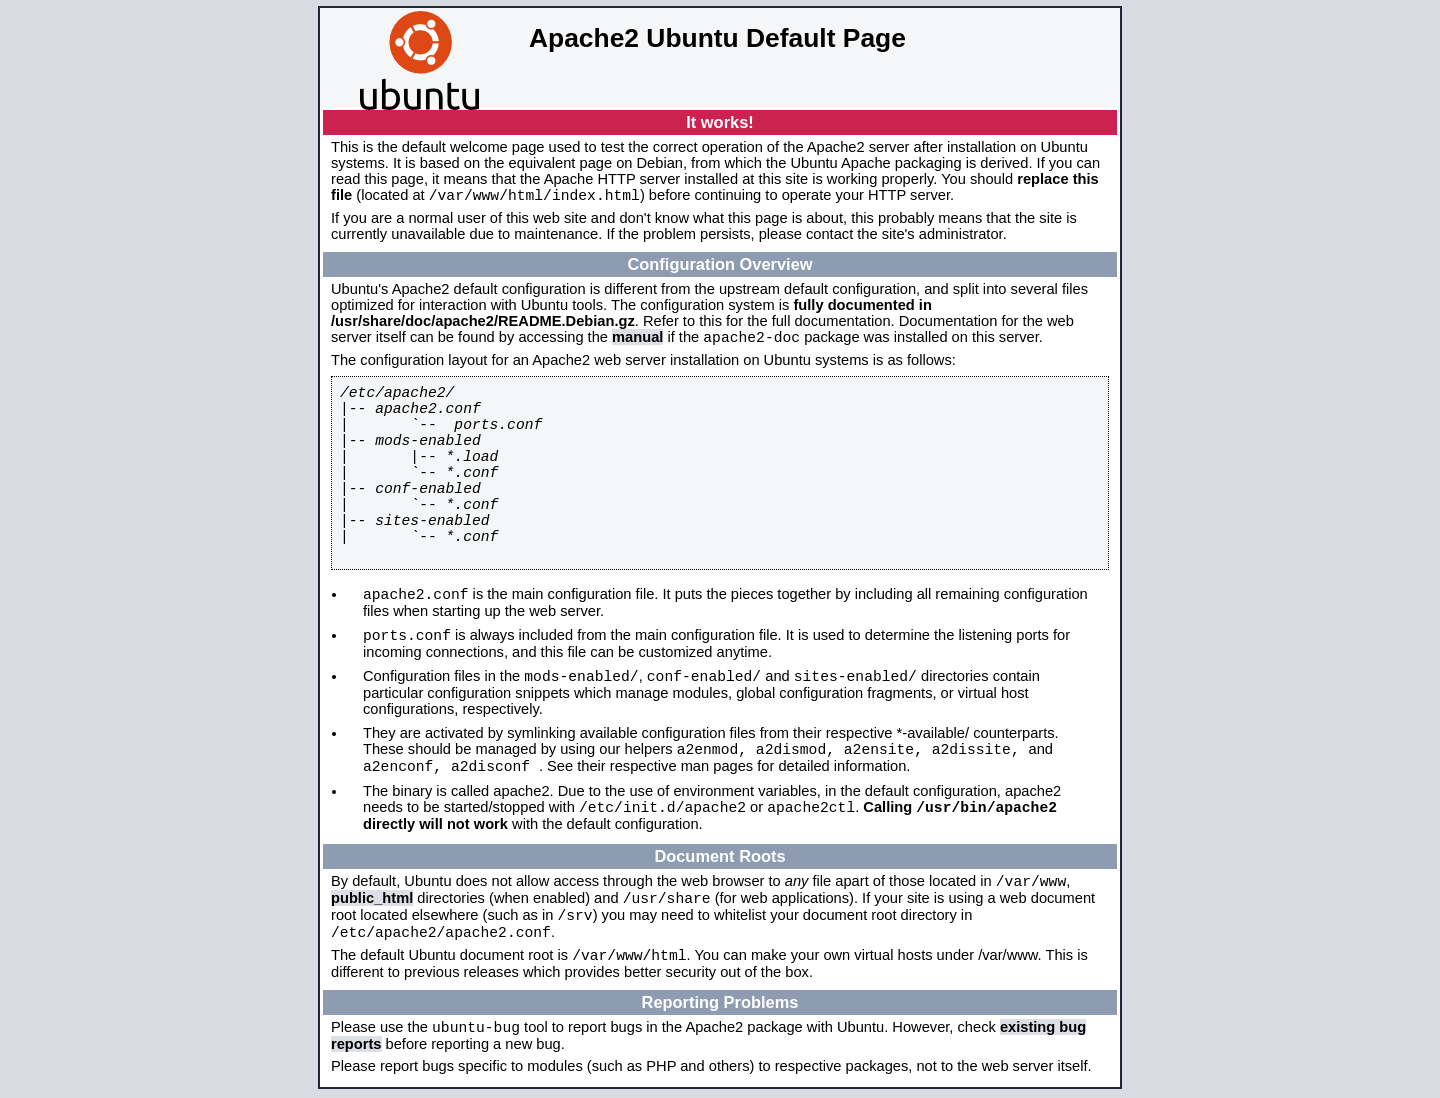 ubuntu
Apache2 Ubuntu Default Page
It works!
This is the default welcome page used to test the correct operation of the Apache2 server after installation on Ubuntu
systems. It is based on the equivalent page on Debian, from which the Ubuntu Apache packaging is derived. If you can
read this page, it means that the Apache HTTP server installed at this site is working properly. You should replace this
file (located at /var/www/html/index.html) before continuing to operate your HTTP server.
If you are a normal user of this web site and don't know what this page is about, this probably means that the site is
currently unavailable due to maintenance. If the problem persists, please contact the site's administrator.
Configuration Overview
Ubuntu's Apache2 default configuration is different from the upstream default configuration, and split into several files
optimized for interaction with Ubuntu tools. The configuration system is fully documented in
/usr/share/doc/apache2/README.Debian.gz. Refer to this for the full documentation. Documentation for the web
server itself can be found by accessing the manual if the apache2-doc package was installed on this server.
The configuration layout for an Apache2 web server installation on Ubuntu systems is as follows:
/etc/apache2/
|-- apache2.conf
|       `--  ports.conf
|-- mods-enabled
|       |-- *.load
|       `-- *.conf
|-- conf-enabled
|       `-- *.conf
|-- sites-enabled
|       `-- *.conf
• apache2.conf is the main configuration file. It puts the pieces together by including all remaining configuration
files when starting up the web server.
• ports.conf is always included from the main configuration file. It is used to determine the listening ports for
incoming connections, and this file can be customized anytime.
• Configuration files in the mods-enabled/, conf-enabled/ and sites-enabled/ directories contain
particular configuration snippets which manage modules, global configuration fragments, or virtual host
configurations, respectively.
• They are activated by symlinking available configuration files from their respective *-available/ counterparts.
These should be managed by using our helpers a2enmod, a2dismod, a2ensite, a2dissite, and
a2enconf, a2disconf . See their respective man pages for detailed information.
• The binary is called apache2. Due to the use of environment variables, in the default configuration, apache2
needs to be started/stopped with /etc/init.d/apache2 or apache2ctl. Calling /usr/bin/apache2
directly will not work with the default configuration.
Document Roots
By default, Ubuntu does not allow access through the web browser to any file apart of those located in /var/www,
public_html directories (when enabled) and /usr/share (for web applications). If your site is using a web document
root located elsewhere (such as in /srv) you may need to whitelist your document root directory in
/etc/apache2/apache2.conf.
The default Ubuntu document root is /var/www/html. You can make your own virtual hosts under /var/www. This is
different to previous releases which provides better security out of the box.
Reporting Problems
Please use the ubuntu-bug tool to report bugs in the Apache2 package with Ubuntu. However, check existing bug
reports before reporting a new bug.
Please report bugs specific to modules (such as PHP and others) to respective packages, not to the web server itself.